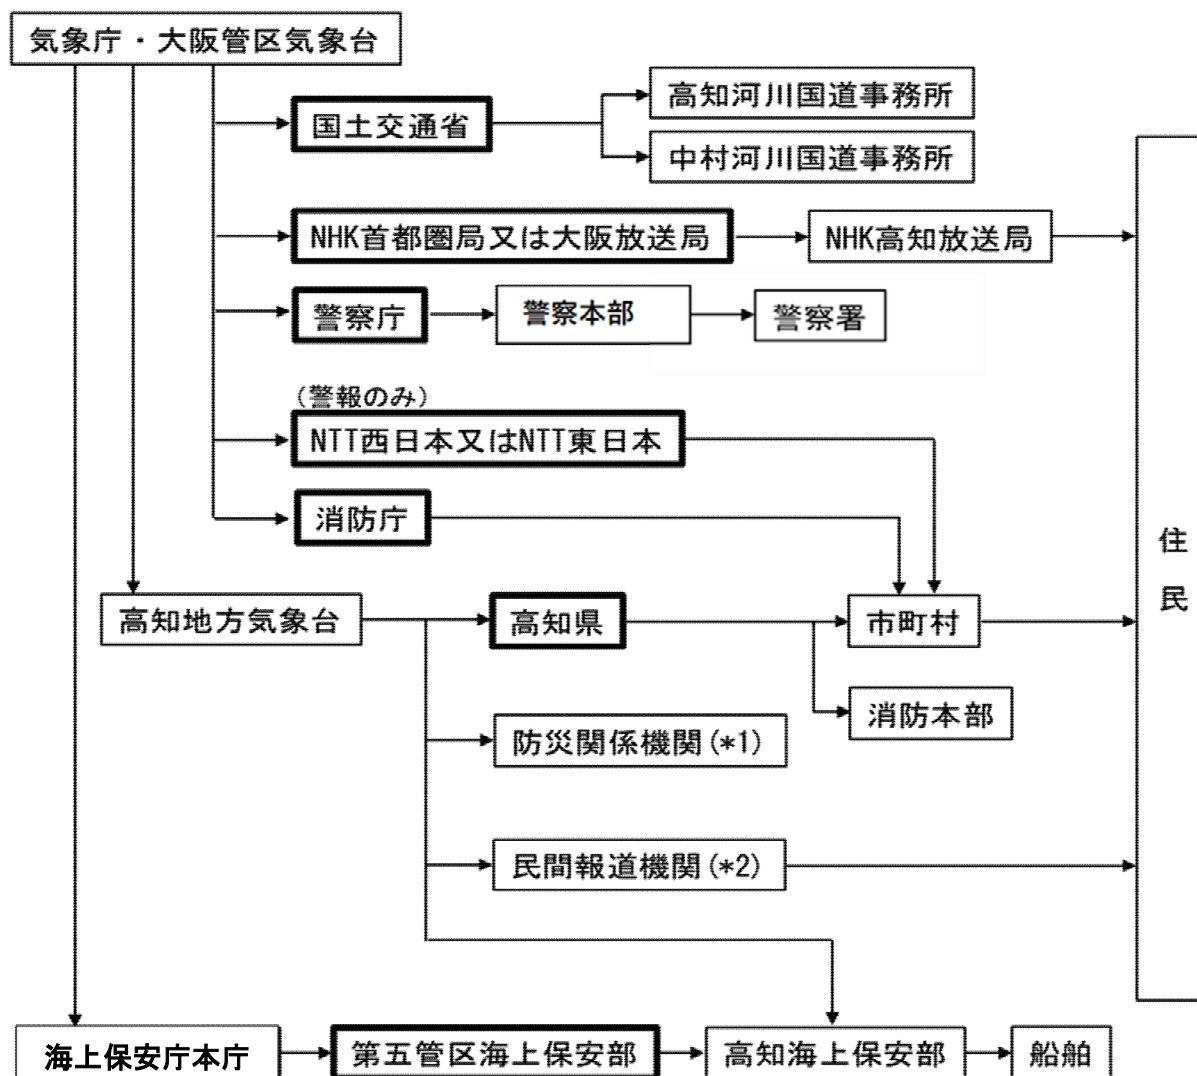 気象庁・大阪管区気象台
高知河川国道事務所
国土交通省
中村河川国道事務所
NHK首都圏局又は大阪放送局
NHK高知放送局
警察庁
警察本部
警察署
(警報のみ)
NTT西日本又はNTT東日本
消防庁
住民
高知地方気象台
高知県
市町村
消防本部
防災関係機関(*1)
民間報道機関(*2)
海上保安庁本庁
第五管区海上保安部
高知海上保安部
船舶